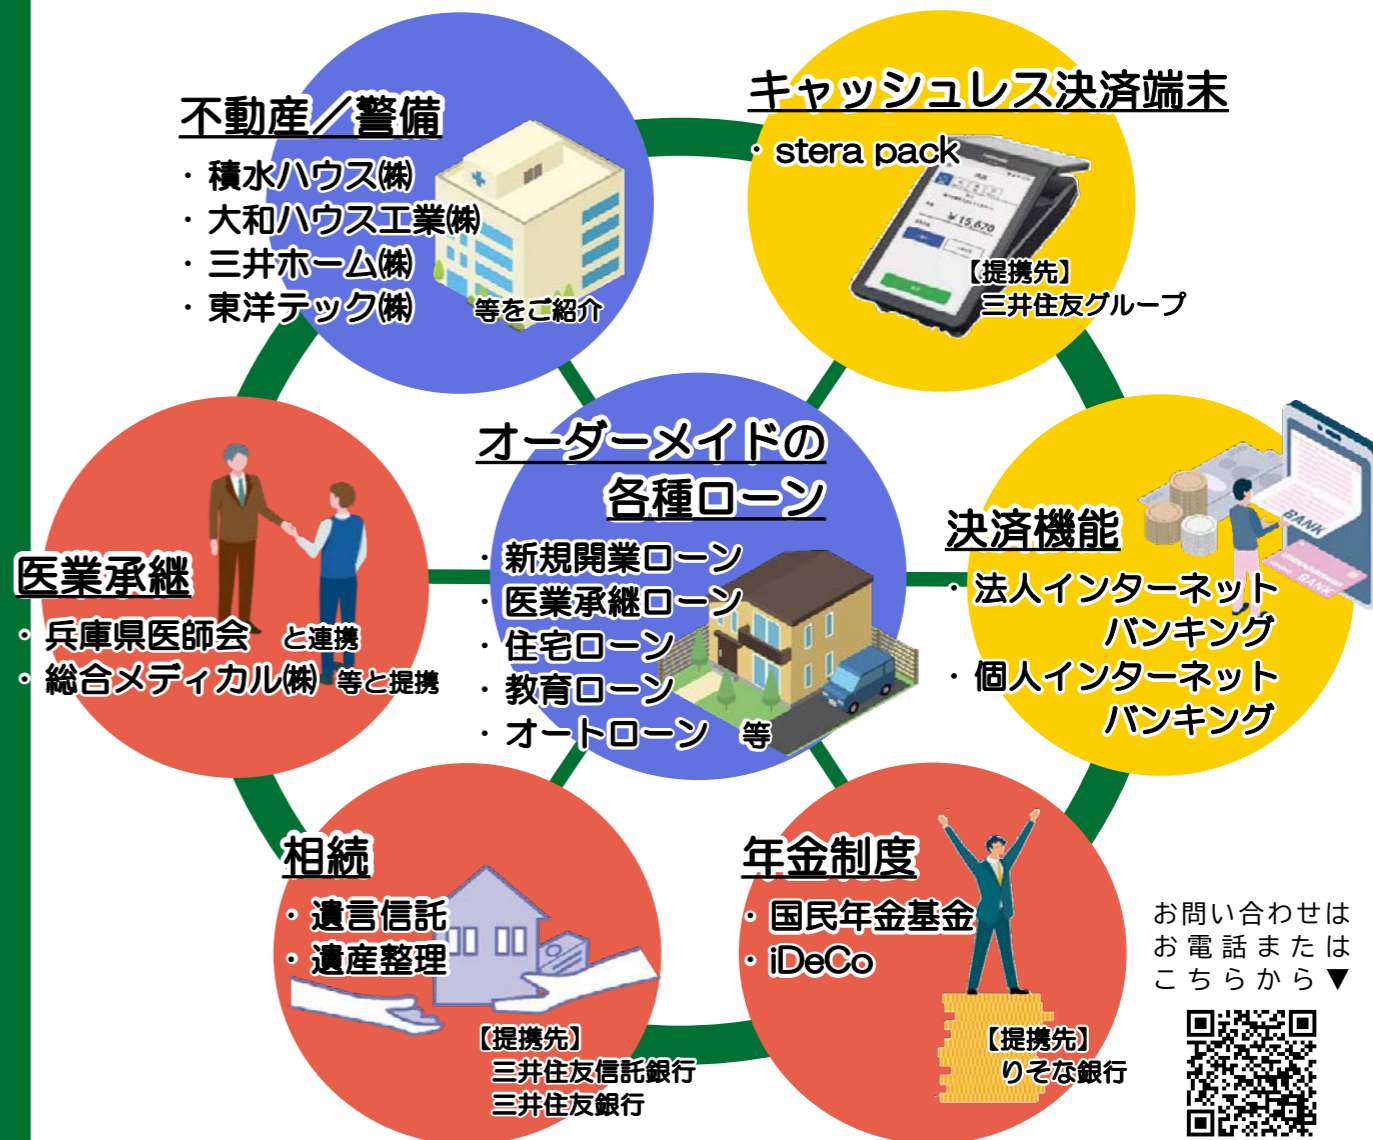 不動産／警備
・積水ハウス㈱
・大和ハウス工業㈱
・三井ホーム㈱
・東洋テック㈱ 等をご紹介
キャッシュレス決済端末
・stera pack
¥15,670
【提携先】
三井住友グループ
オーダーメイドの
各種ローン
・新規開業ローン
・医業承継ローン
・住宅ローン
・教育ローン
・オートローン 等
医業承継
・兵庫県医師会 と連携
・総合メディカル㈱ 等と提携
決済機能
・法人インターネット
バンキング
・個人インターネット
バンキング
BANK
BANK
相続
・遺言信託
・遺産整理
【提携先】
三井住友信託銀行
三井住友銀行
年金制度
・国民年金基金
・iDeCo
【提携先】
りそな銀行
お問い合わせは
お電話または
こちらから▼